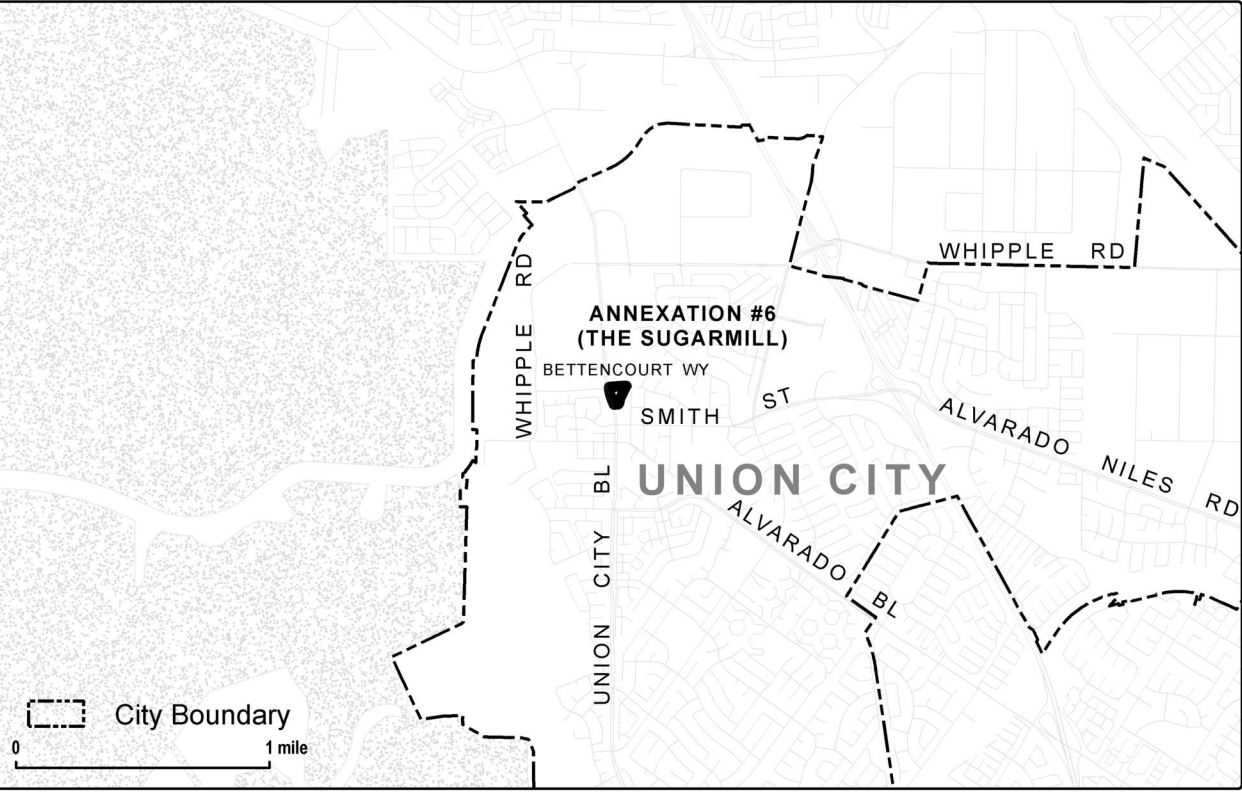 WHIPPLE RD
WHIPPLE RD
ANNEXATION #6
(THE SUGARMILL)
BETTENCOURT WY
SMITH ST
ALVARADO NILES RD
UNION CITY
UNION CITY BL
ALVARADO BL
City Boundary
0 1 mile